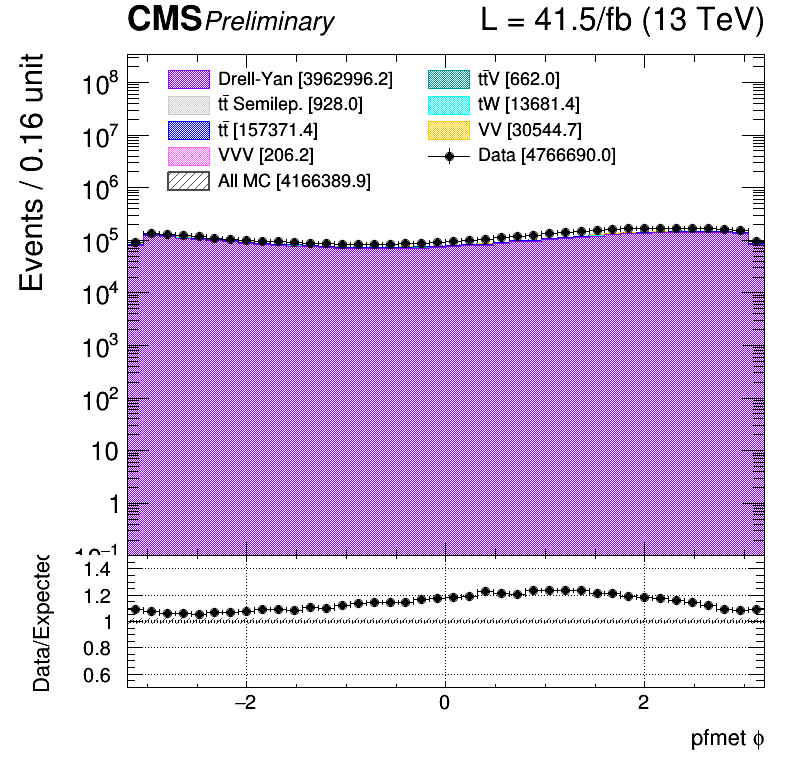 CMS Preliminary L = 41.5/fb (13 TeV)
Drell-Yan [3962996.2]
tt̄ Semilep. [928.0]
tt̄ [157371.4]
VVV [206.2]
All MC [4166389.9]
tt̄V [662.0]
tW [13681.4]
VV [30544.7]
Data [4766690.0]
Events / 0.16 unit
10⁸
10⁷
10⁶
10⁵
10⁴
10³
10²
10
1
10⁻¹
Data/Expected
1.4
1.2
1
0.8
0.6
−2 0 2
pfmet ϕ